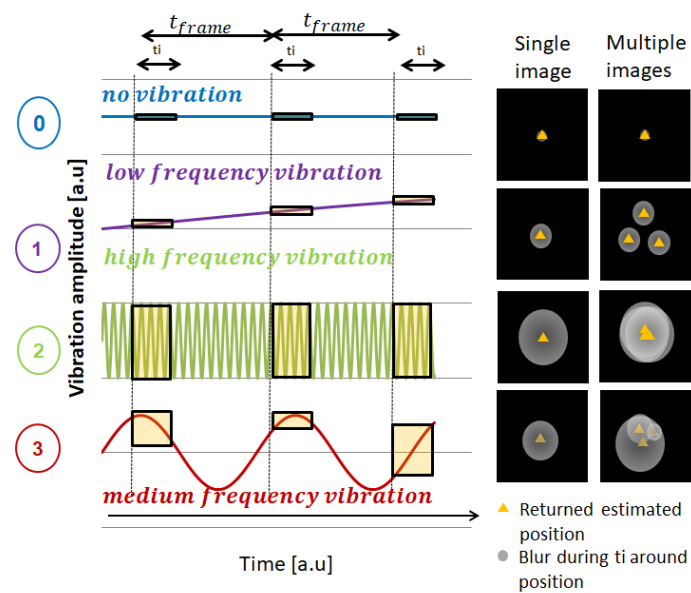 t_frame t_frame
ti ti ti
Single image
Multiple images
0
no vibration
low frequency vibration
1
high frequency vibration
2
3
medium frequency vibration
Vibration amplitude [a.u]
Time [a.u]
Returned estimated
position
Blur during ti around
position